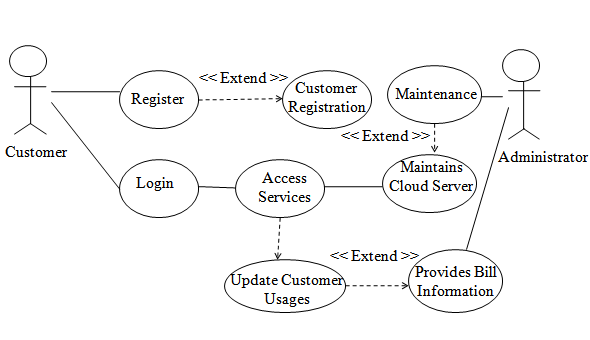 << Extend >>
Customer
Registration
Register
Maintenance
<< Extend >>
Customer
Administrator
Login
Access
Services
Maintains
Cloud Server
<< Extend >>
Update Customer
Usages
Provides Bill
Information